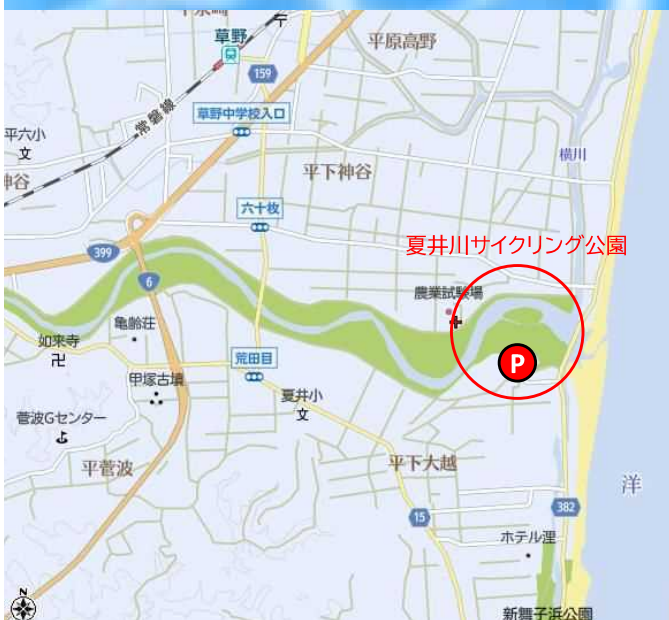 草野
平原高野
159
草野中学校入口
常磐線
平六小
文
神谷
横川
平下神谷
六十枚
夏井川サイクリング公園
399
6
農業試験場
亀齢荘
如来寺
卍
P
荒田目
甲塚古墳
夏井小
文
菅波Gセンター
平菅波
平下大越
洋
15
382
ホテル浬
N
新舞子浜公園